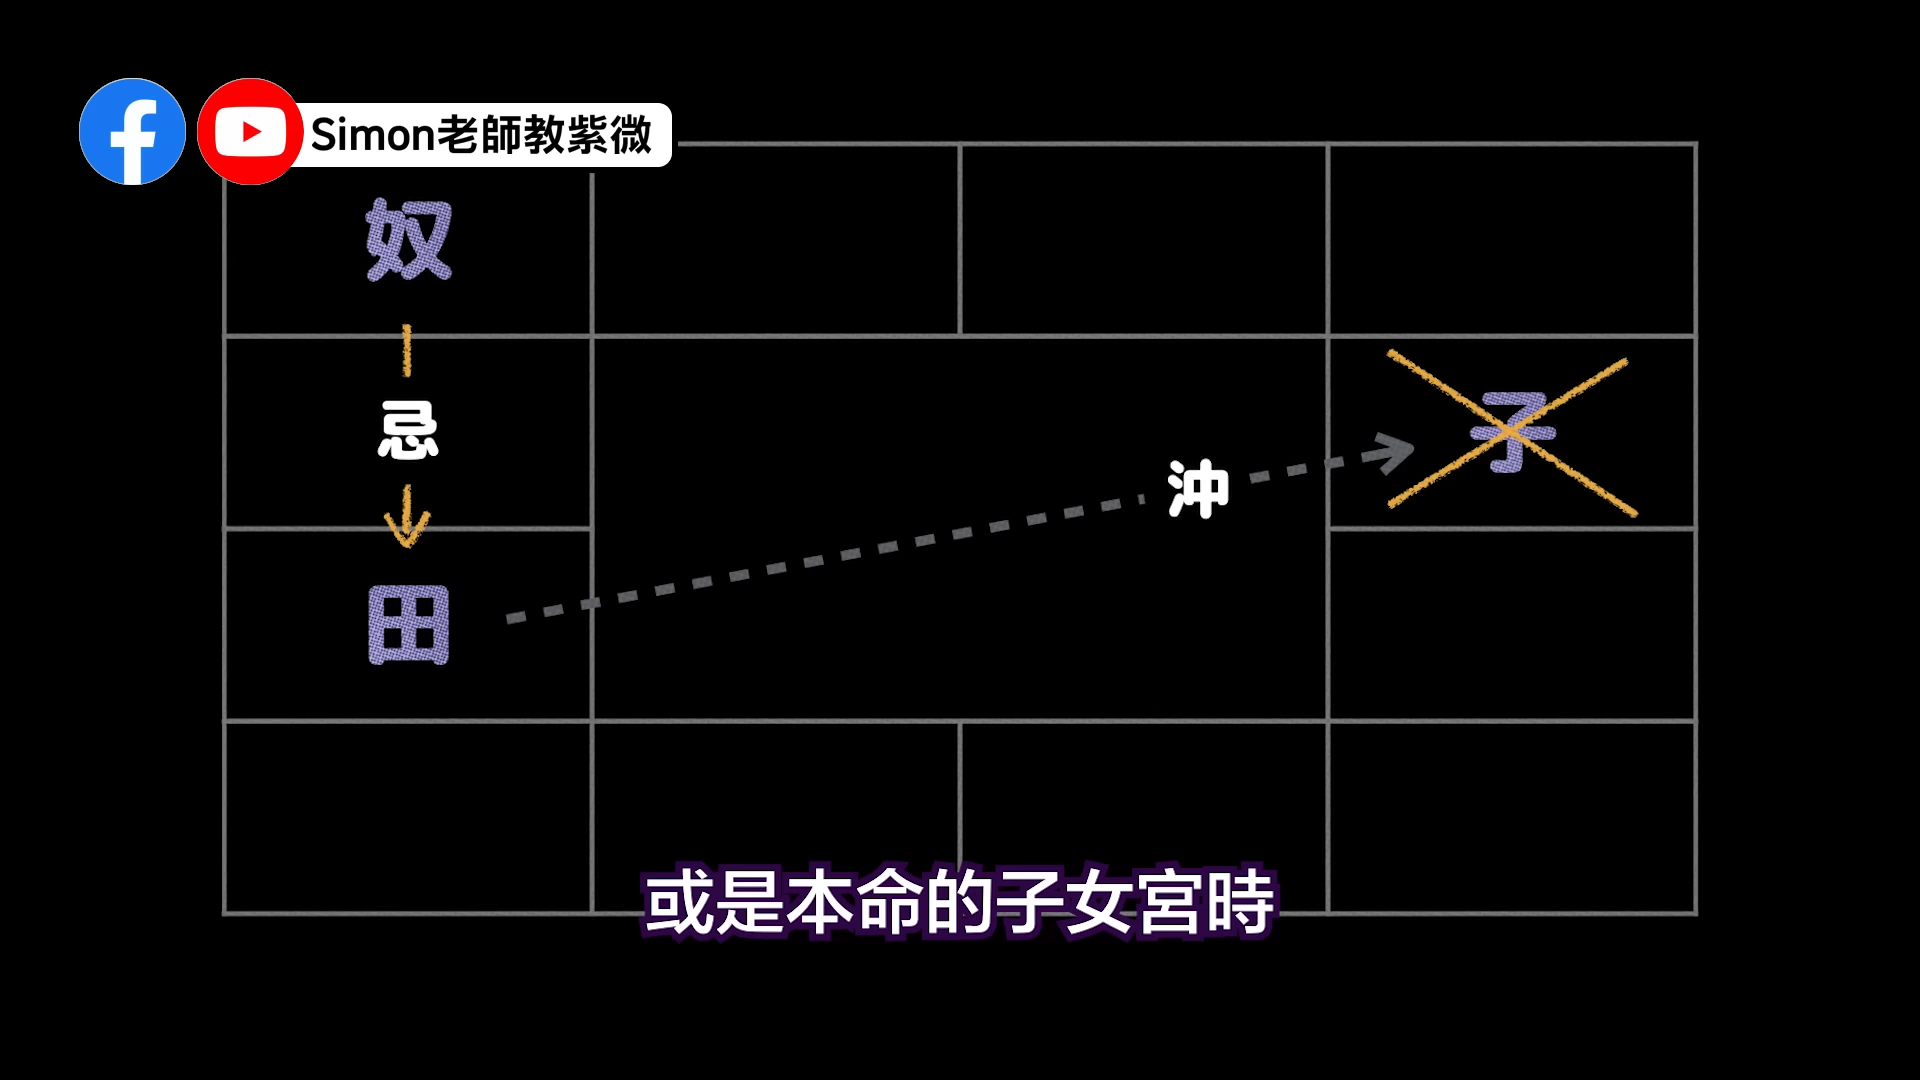 Simon老師教紫微
奴
忌
子
沖
田
或是本命的子女宮時